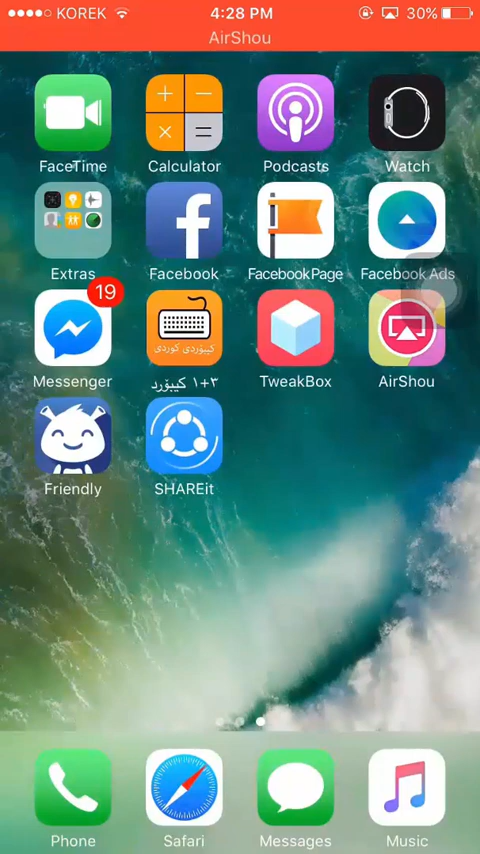 KOREK 4:28 PM 30%
AirShou
FaceTime Calculator Podcasts Watch
Extras Facebook FacebookPage Facebook Ads
19
کیبۆردی کوردی
Messenger ٣+١ کیبۆرد TweakBox AirShou
Friendly SHAREit
Phone Safari Messages Music